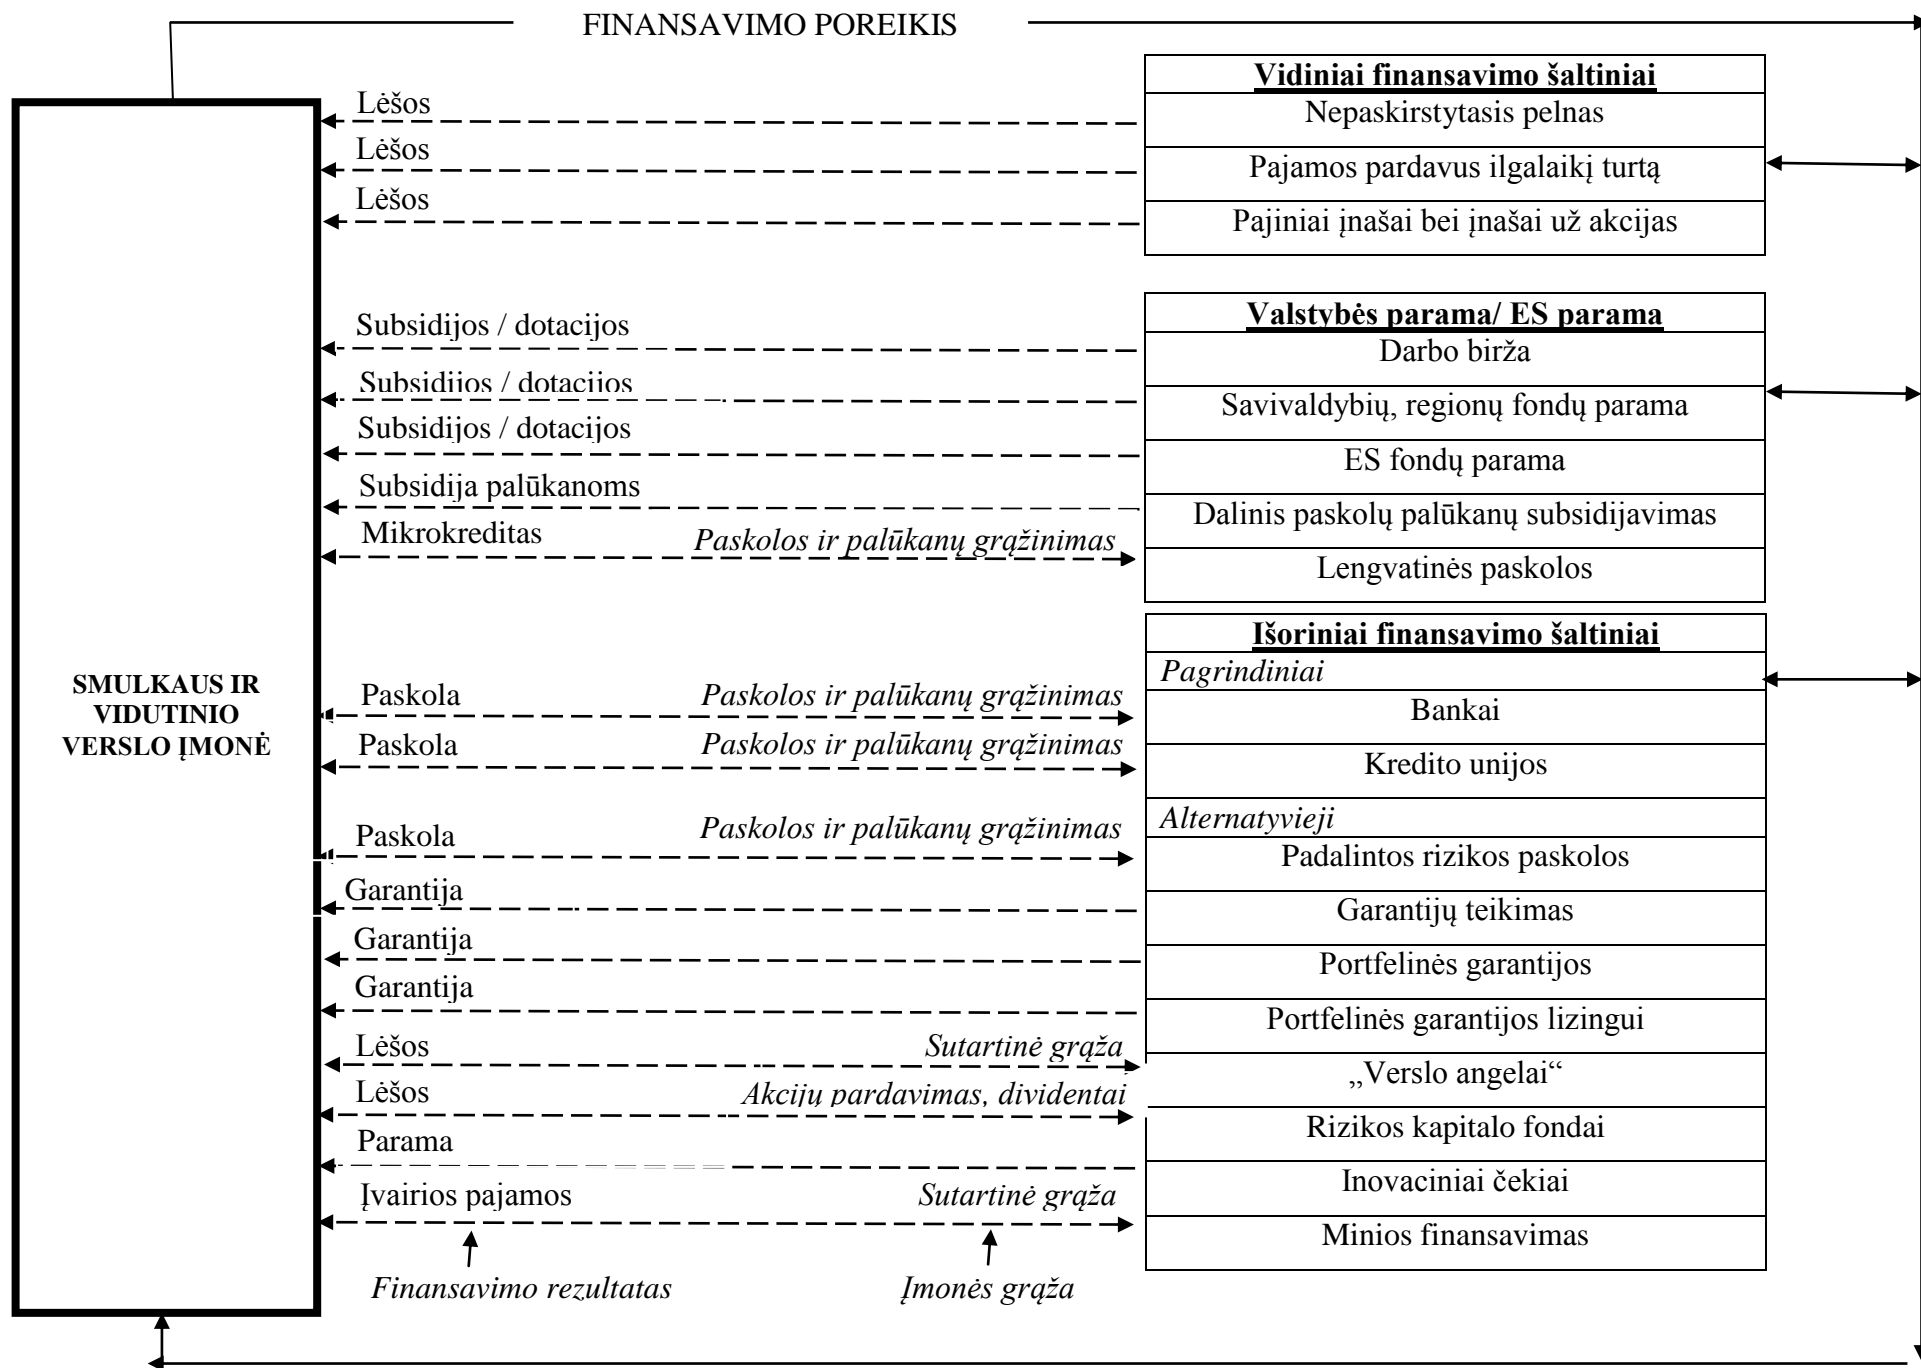 FINANSAVIMO POREIKIS
Vidiniai finansavimo šaltiniai
Lėšos
Nepaskirstytasis pelnas
Lėšos
Pajamos pardavus ilgalaikį turtą
Lėšos
Pajiniai įnašai bei įnašai už akcijas
Valstybės parama/ ES parama
Subsidijos / dotacijos
Darbo birža
Subsidijos / dotacijos
Savivaldybių, regionų fondų parama
Subsidijos / dotacijos
ES fondų parama
Subsidija palūkanoms
Dalinis paskolų palūkanų subsidijavimas
Mikrokreditas
Paskolos ir palūkanų grąžinimas
Lengvatinės paskolos
Išoriniai finansavimo šaltiniai
Pagrindiniai
SMULKAUS IR
VIDUTINIO
VERSLO ĮMONĖ
Paskola
Paskolos ir palūkanų grąžinimas
Bankai
Paskola
Paskolos ir palūkanų grąžinimas
Kredito unijos
Alternatyvieji
Paskola
Paskolos ir palūkanų grąžinimas
Padalintos rizikos paskolos
Garantija
Garantijų teikimas
Garantija
Portfelinės garantijos
Garantija
Portfelinės garantijos lizingui
Lėšos
Sutartinė grąža
„Verslo angelai“
Lėšos
Akcijų pardavimas, dividentai
Rizikos kapitalo fondai
Parama
Inovaciniai čekiai
Įvairios pajamos
Sutartinė grąža
Minios finansavimas
Finansavimo rezultatas
Įmonės grąža